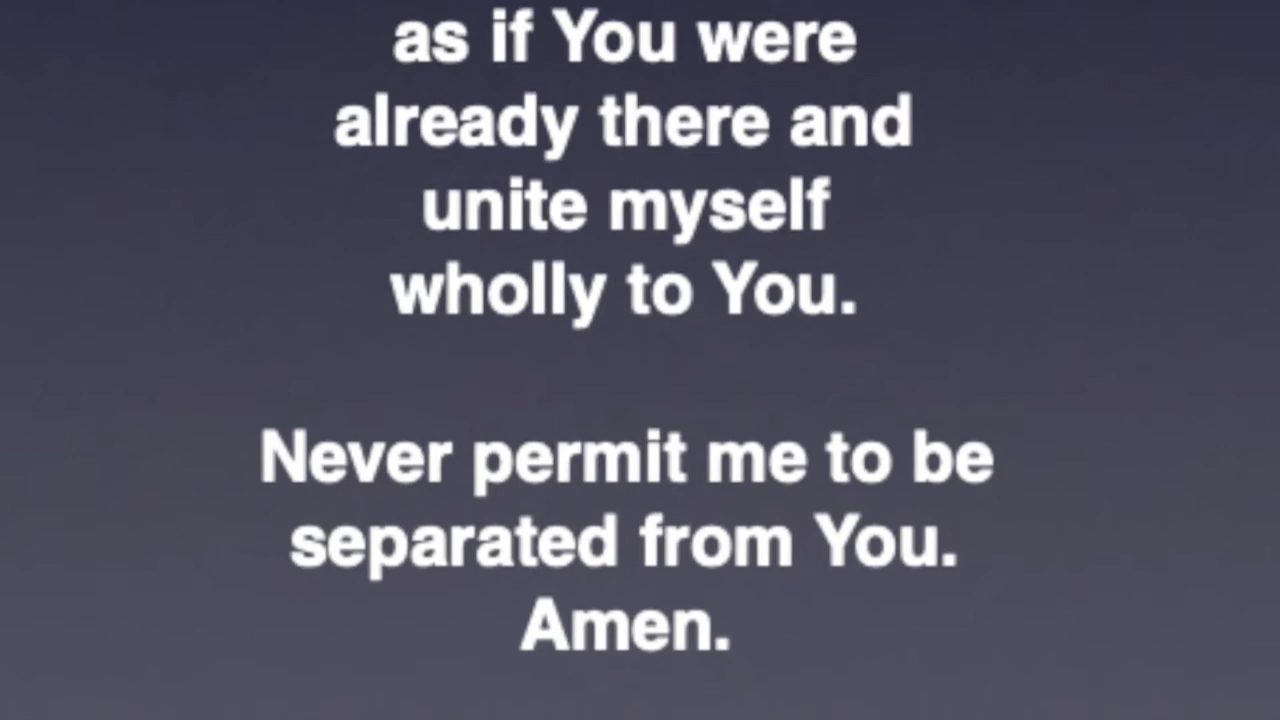 as if You were
already there and
unite myself
wholly to You.
Never permit me to be
separated from You.
Amen.